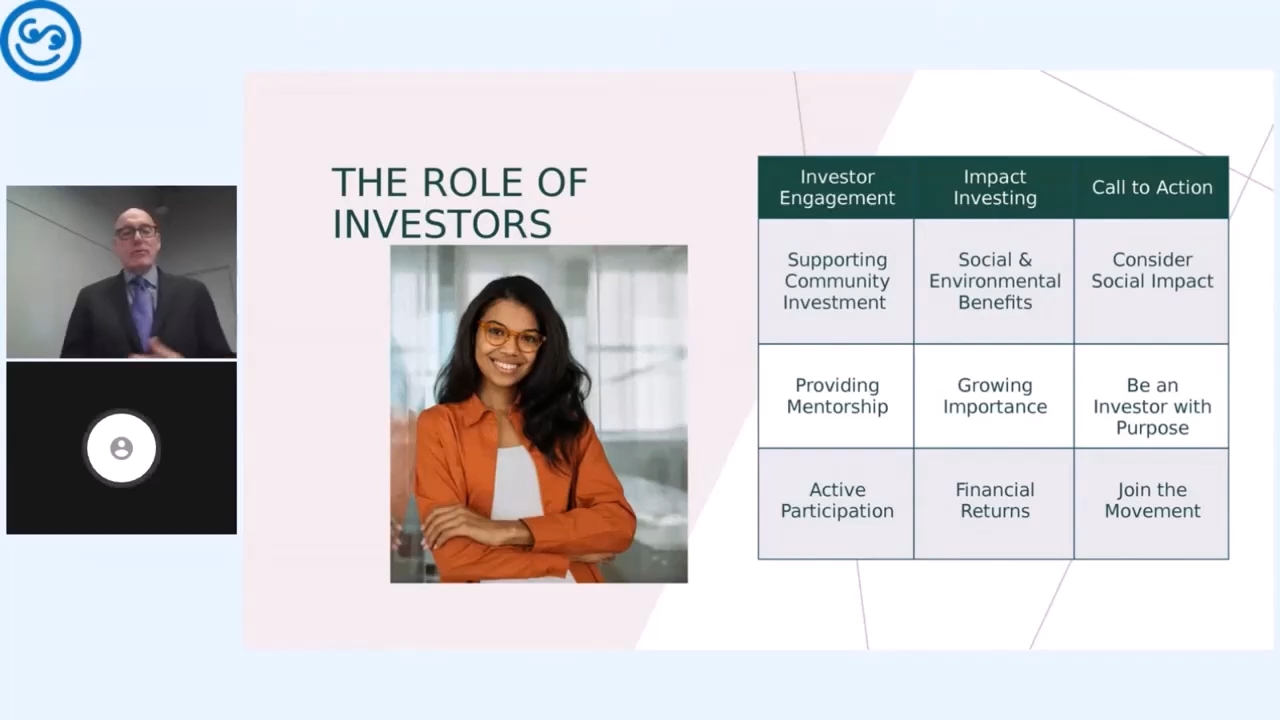 THE ROLE OF
INVESTORS
Investor
Engagement
Impact
Investing
Call to Action
Supporting
Community
Investment
Social &
Environmental
Benefits
Consider
Social Impact
Providing
Mentorship
Growing
Importance
Be an
Investor with
Purpose
Active
Participation
Financial
Returns
Join the
Movement